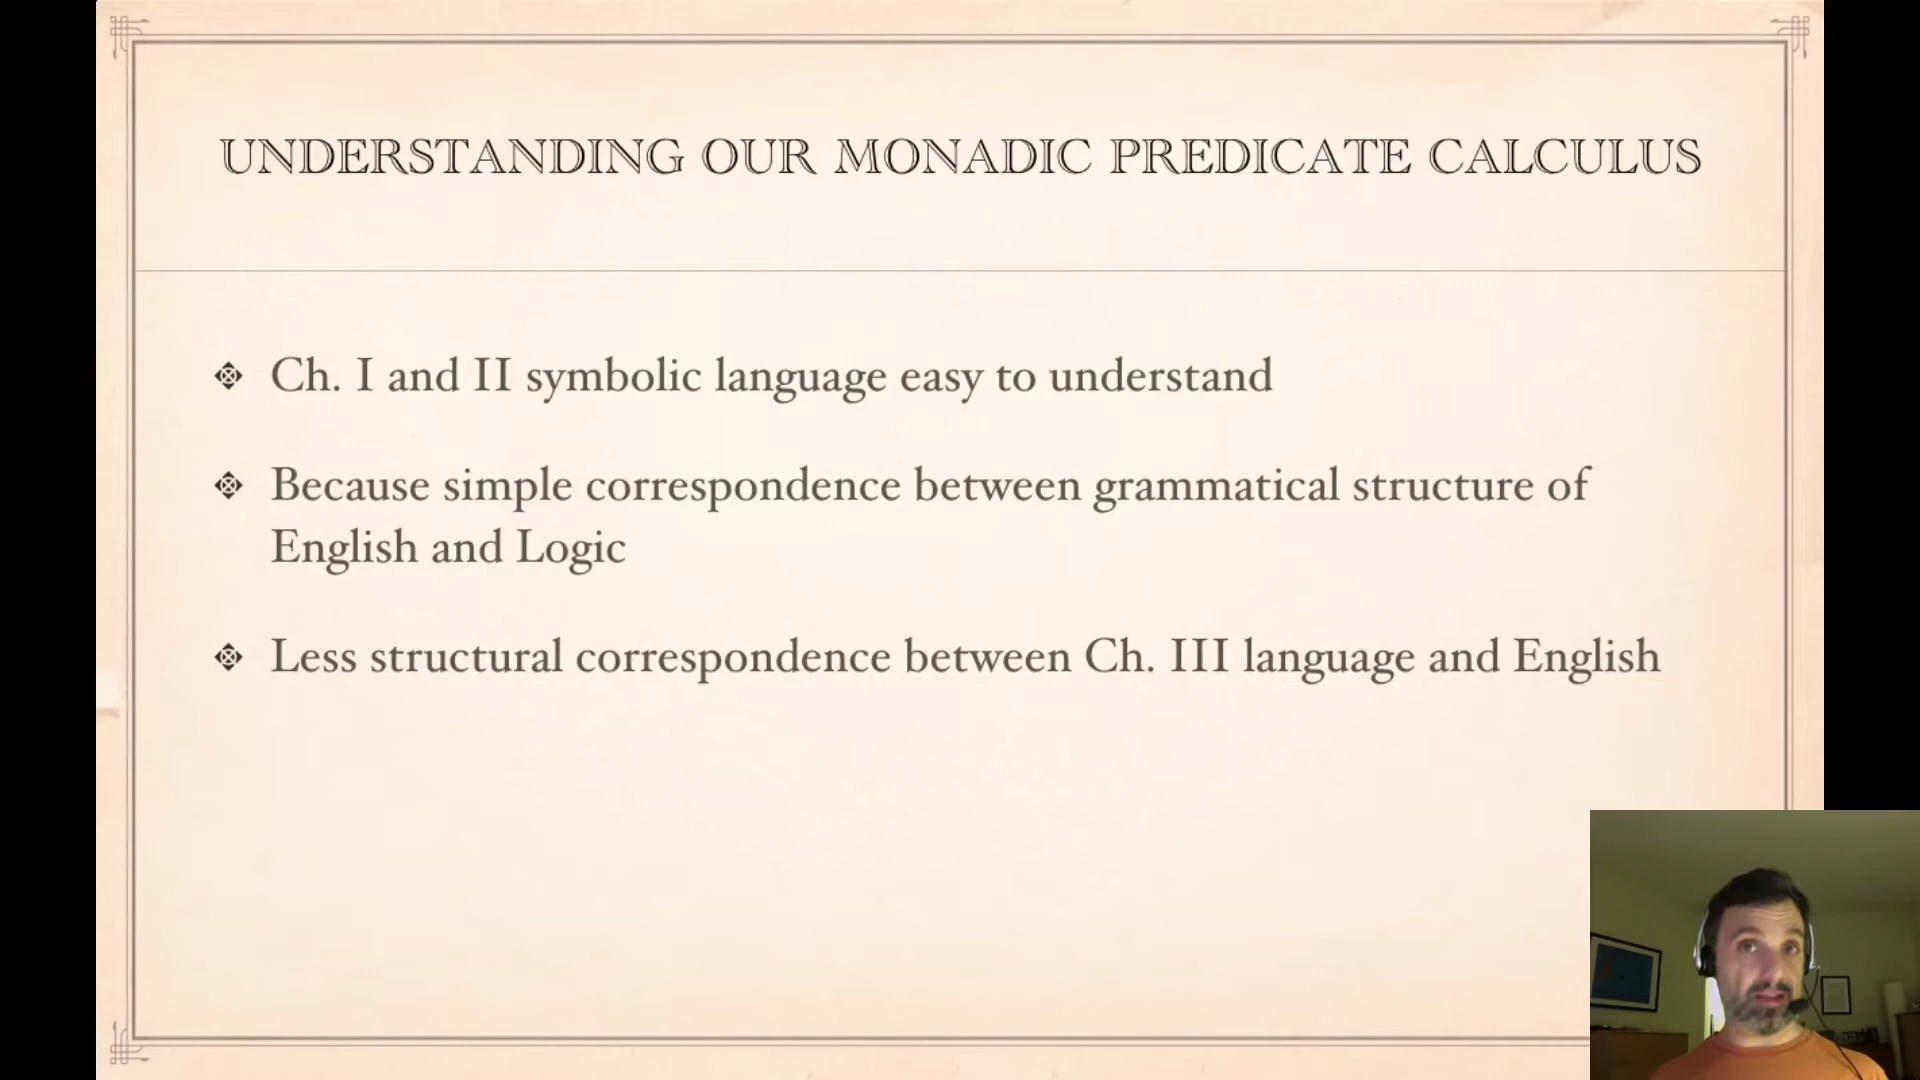 UNDERSTANDING OUR MONADIC PREDICATE CALCULUS
Ch. I and II symbolic language easy to understand
Because simple correspondence between grammatical structure of
English and Logic
Less structural correspondence between Ch. III language and English